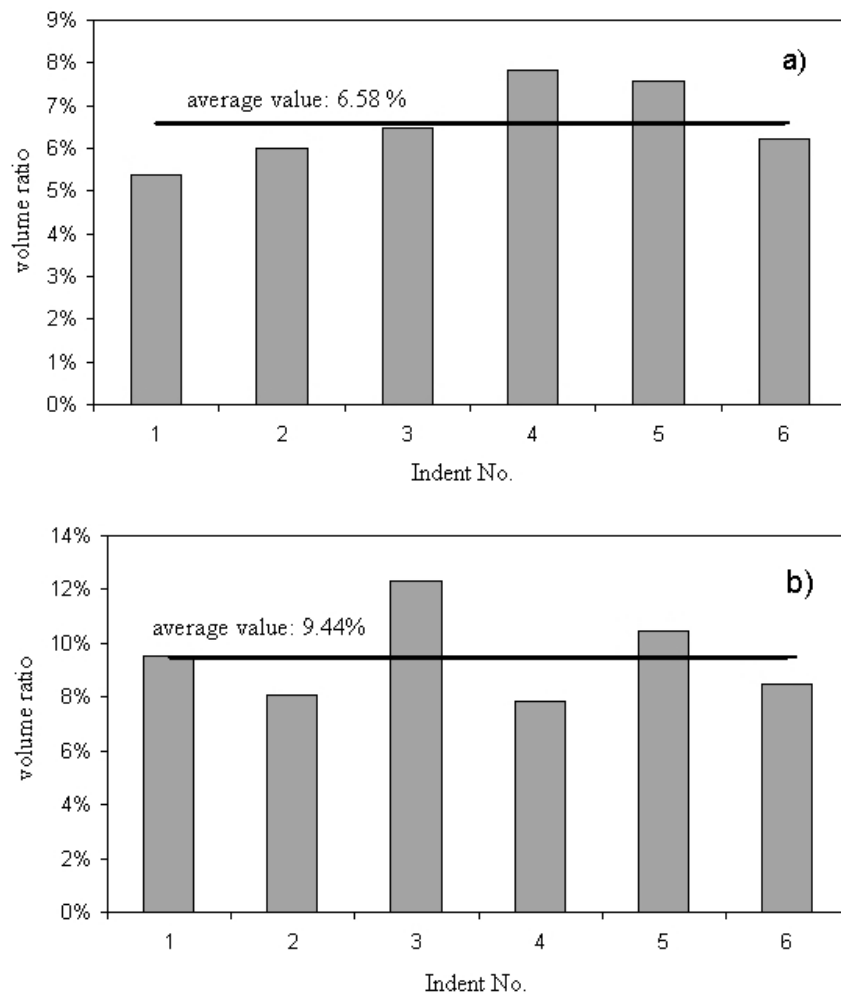 9%
8%
a)
7%
average value: 6.58 %
6%
5%
4%
3%
2%
1%
0%
volume ratio
1 2 3 4 5 6
Indent No.
14%
12%
b)
10%
average value: 9.44%
8%
6%
4%
2%
0%
volume ratio
1 2 3 4 5 6
Indent No.